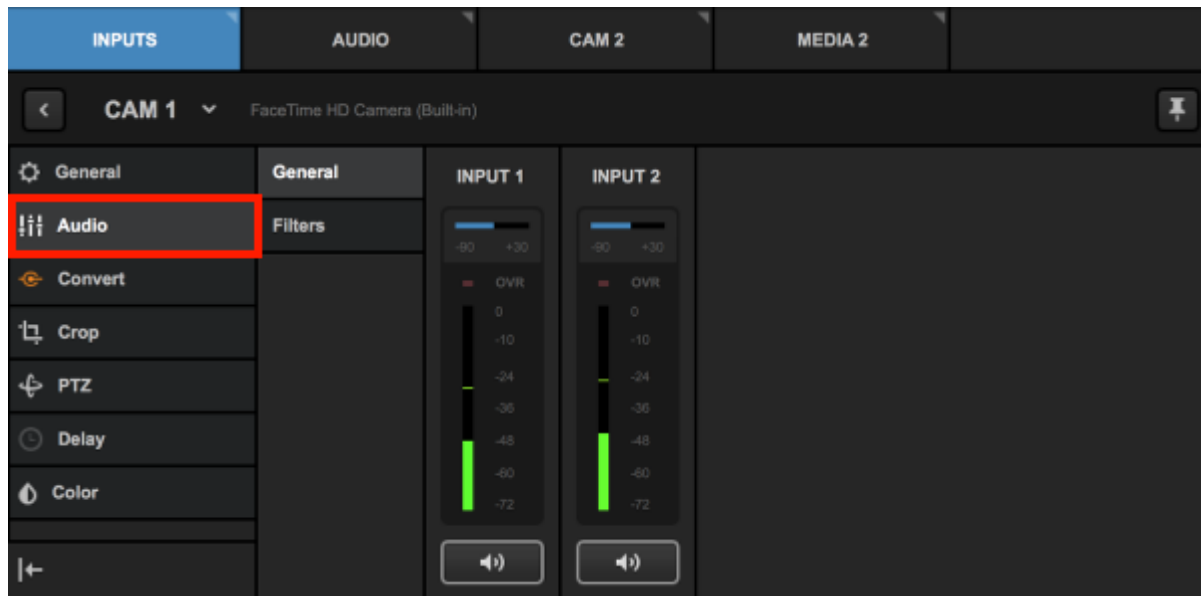 INPUTS AUDIO CAM 2 MEDIA 2
CAM 1 FaceTime HD Camera (Built-in)
General General INPUT 1 INPUT 2
Audio Filters
-90 +30 -90 +30
Convert OVR OVR
0 0
Crop -10 -10
PTZ -24 -24
-36 -36
Delay -48 -48
-60 -60
Color -72 -72